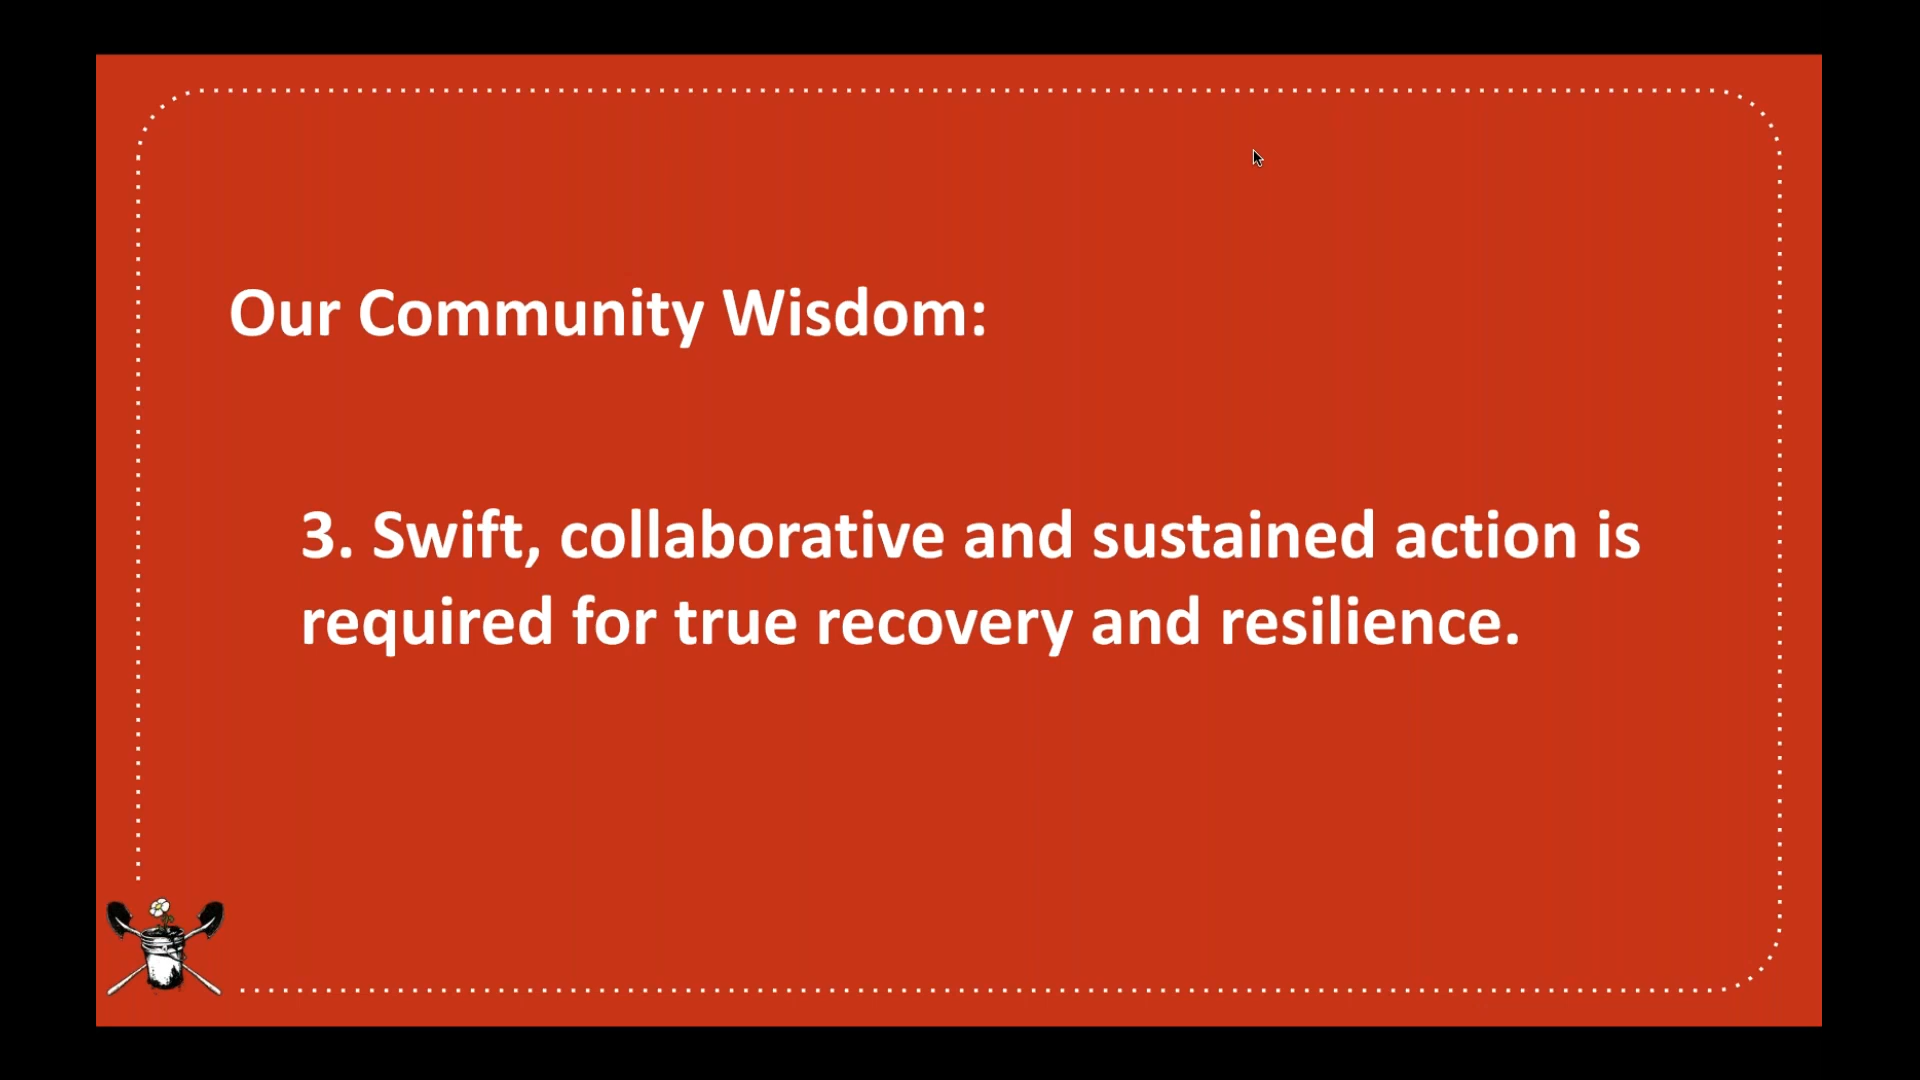 Our Community Wisdom:
3. Swift, collaborative and sustained action is
required for true recovery and resilience.